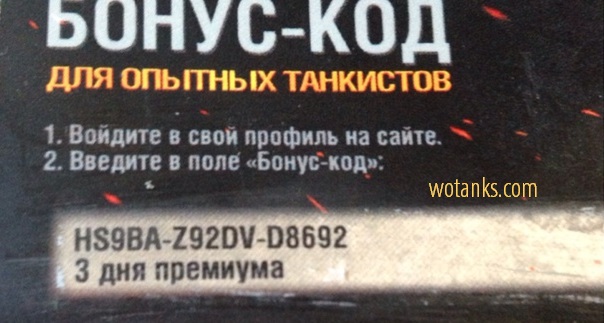 БОНУС-КОД
ДЛЯ ОПЫТНЫХ ТАНКИСТОВ
1. Войдите в свой профиль на сайте.
2. Введите в поле «Бонус-код»:
wotanks.com
HS9BA-Z92DV-D8692
3 дня премиума